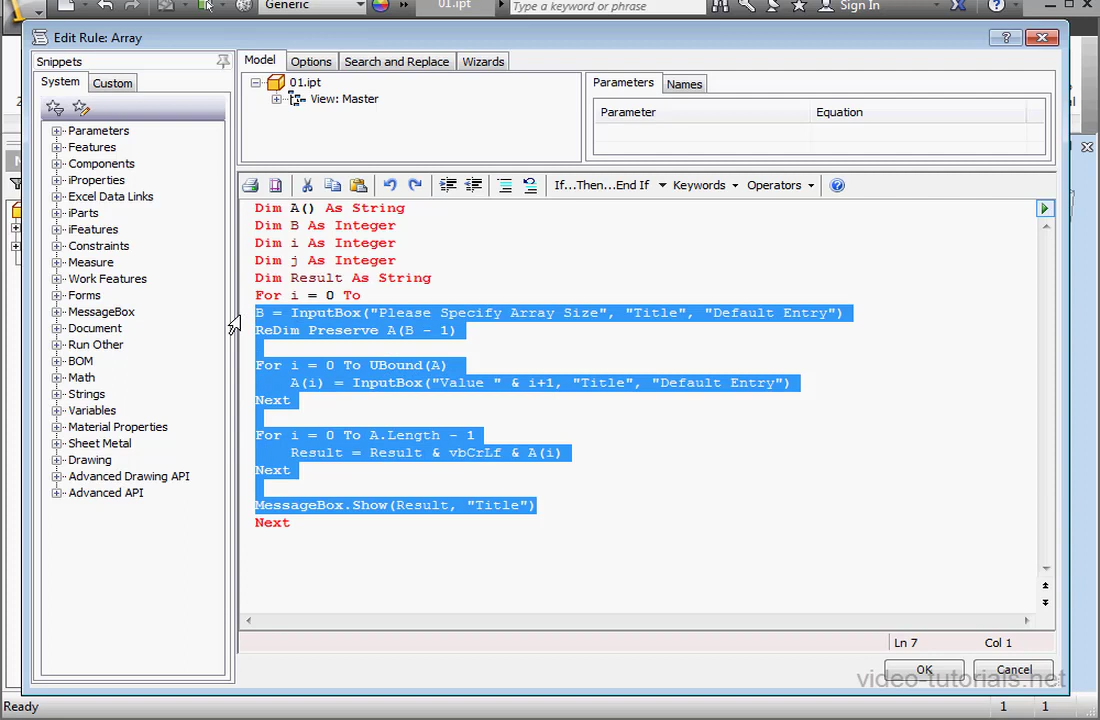 Generic
01.ipt
Type a keyword or phrase
Sign In
Edit Rule: Array
Snippets
System
Custom
Parameters
Features
Components
iProperties
Excel Data Links
iParts
iFeatures
Constraints
Measure
Work Features
Forms
MessageBox
Document
Run Other
BOM
Math
Strings
Variables
Material Properties
Sheet Metal
Drawing
Advanced Drawing API
Advanced API
Model
Options
Search and Replace
Wizards
01.ipt
View: Master
Parameters
Names
Parameter
Equation
If...Then...End If
Keywords
Operators
Dim A() As String
Dim B As Integer
Dim i As Integer
Dim j As Integer
Dim Result As String
For i = 0 To
B = InputBox("Please Specify Array Size", "Title", "Default Entry")
ReDim Preserve A(B - 1)
For i = 0 To UBound(A)
A(i) = InputBox("Value " & i+1, "Title", "Default Entry")
Next
For i = 0 To A.Length - 1
Result = Result & vbCrLf & A(i)
Next
MessageBox.Show(Result, "Title")
Next
Ln 7
Col 1
OK
Cancel
video-tutorials.net
Ready
1
1